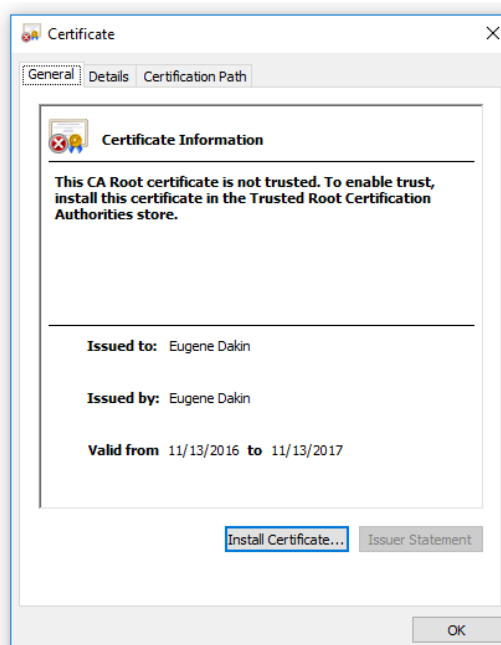 Certificate
General Details Certification Path
Certificate Information
This CA Root certificate is not trusted. To enable trust,
install this certificate in the Trusted Root Certification
Authorities store.
Issued to: Eugene Dakin
Issued by: Eugene Dakin
Valid from 11/13/2016 to 11/13/2017
Install Certificate... Issuer Statement
OK